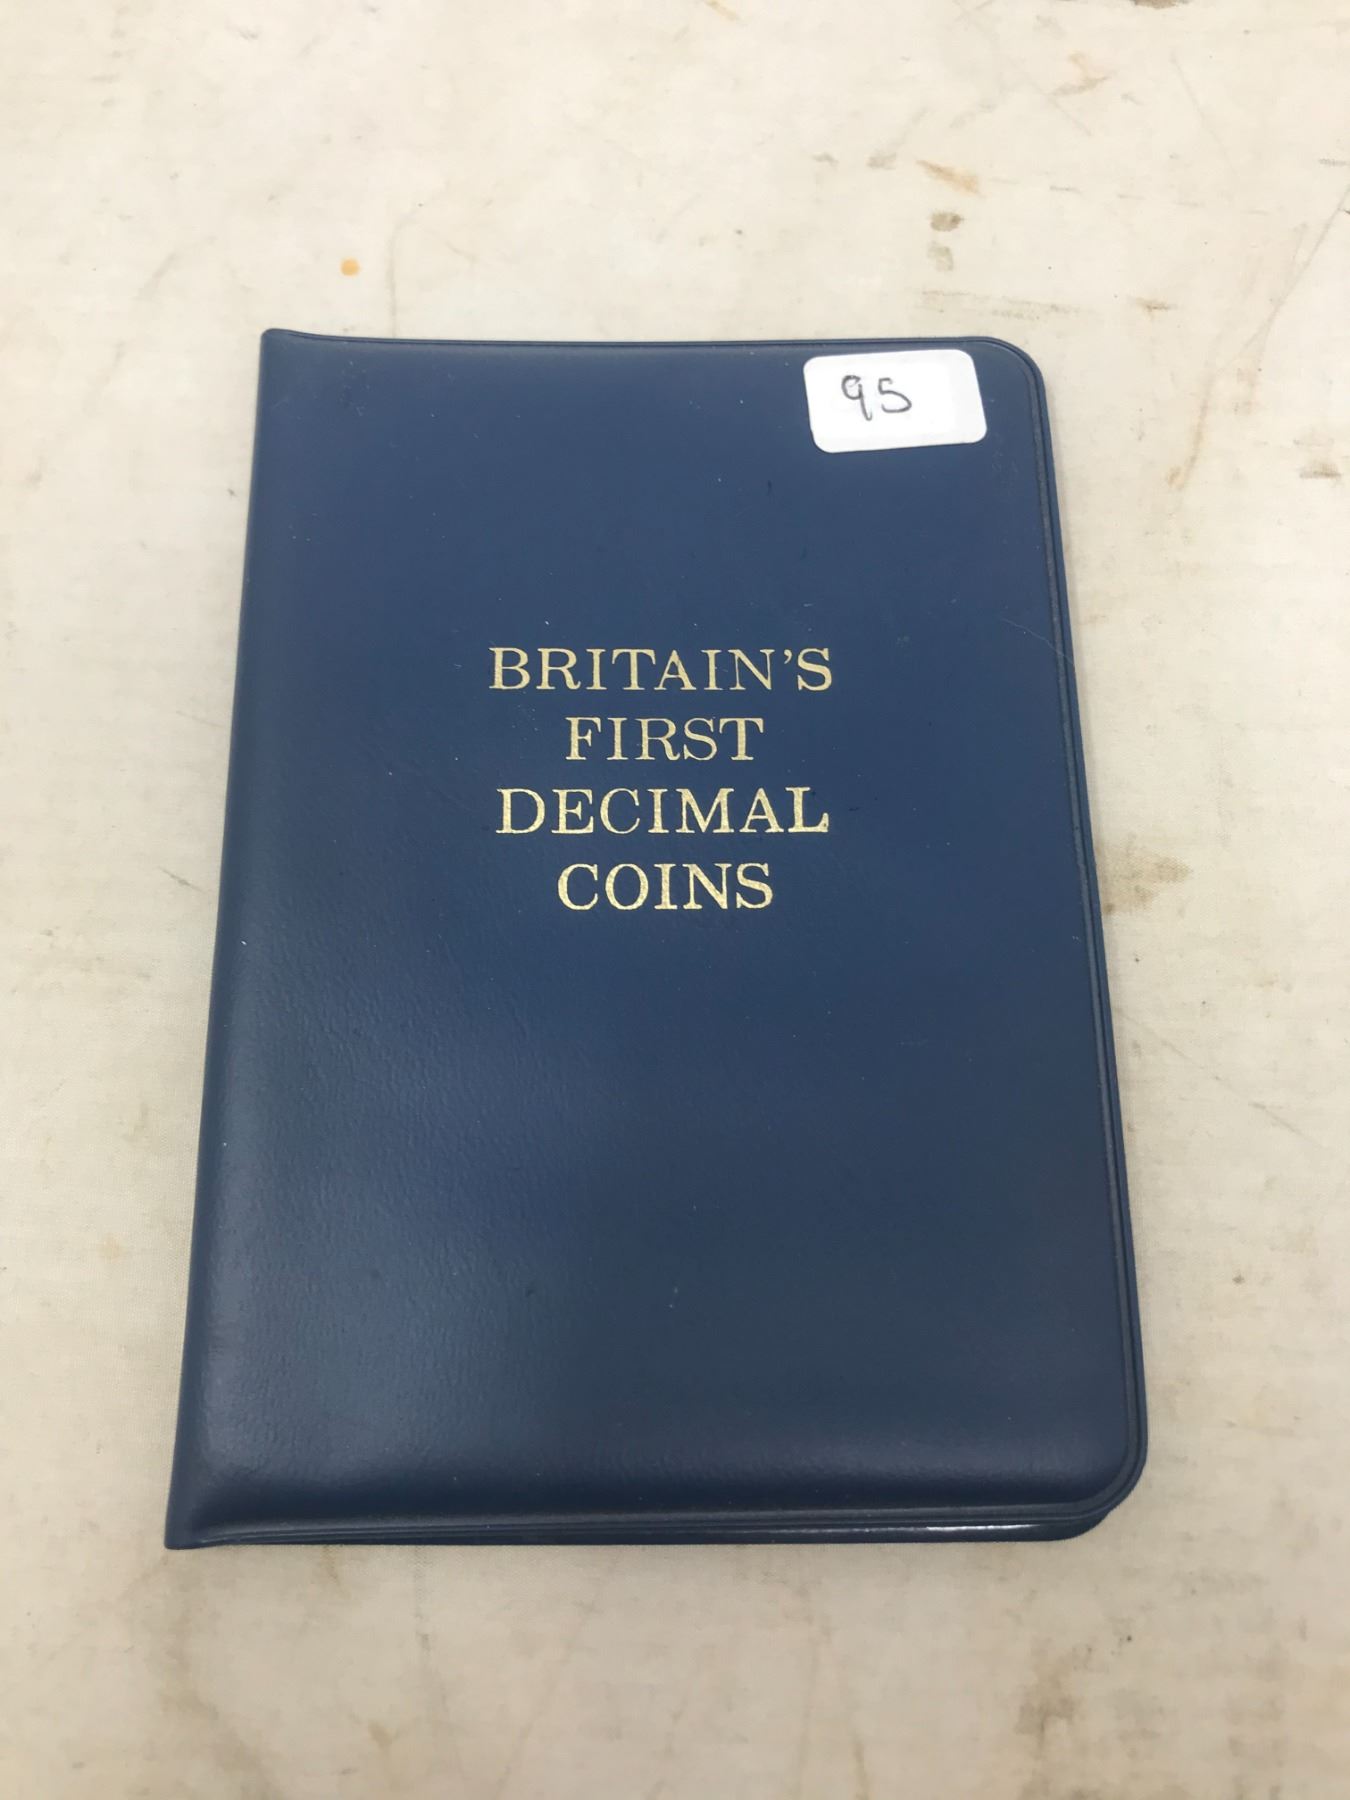 95
BRITAIN'S
FIRST
DECIMAL
COINS